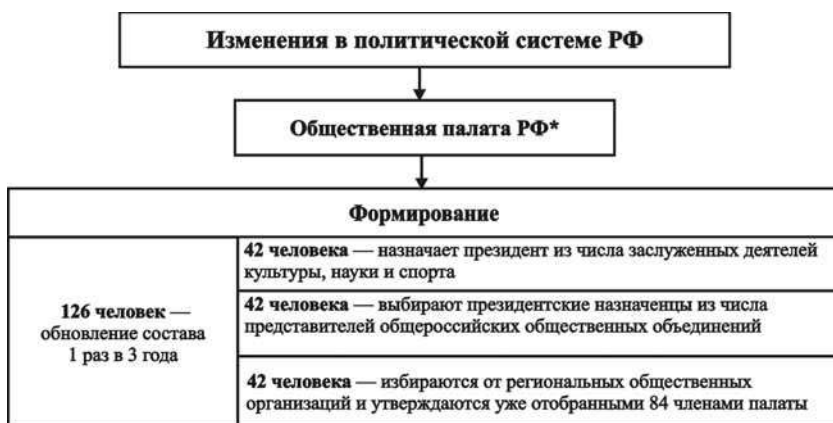 Изменения в политической системе РФ
Общественная палата РФ*
Формирование
126 человек —
обновление состава
1 раз в 3 года
42 человека — назначает президент из числа заслуженных деятелей
культуры, науки и спорта
42 человека — выбирают президентские назначенцы из числа
представителей общероссийских общественных объединений
42 человека — избираются от региональных общественных
организаций и утверждаются уже отобранными 84 членами палаты